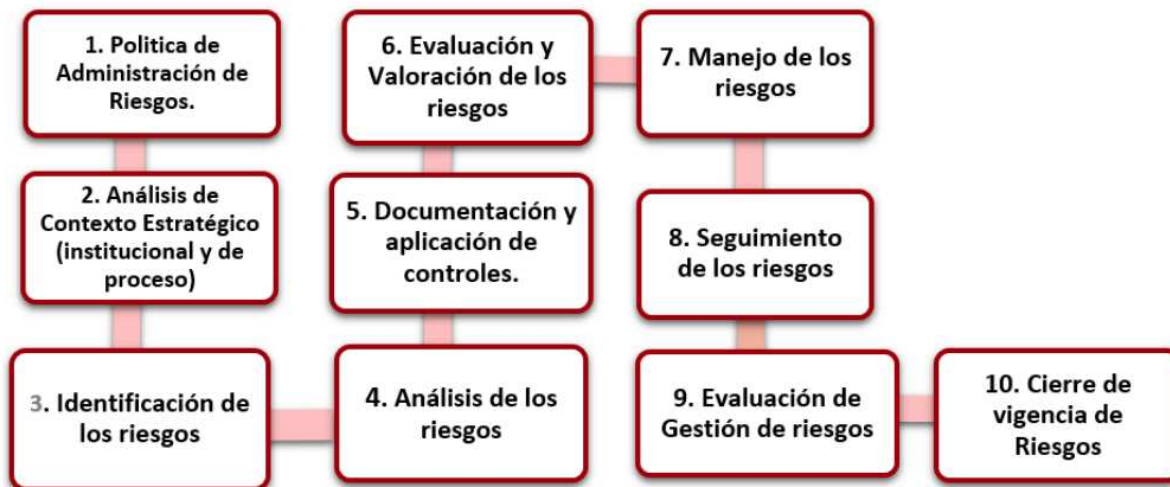 1. Politica de
Administración de
Riesgos.
2. Análisis de
Contexto Estratégico
(institucional y de
proceso)
3. Identificación de
los riesgos
4. Análisis de los
riesgos
5. Documentación y
aplicación de
controles.
6. Evaluación y
Valoración de los
riesgos
7. Manejo de los
riesgos
8. Seguimiento
de los riesgos
9. Evaluación de
Gestión de riesgos
10. Cierre de
vigencia de
Riesgos